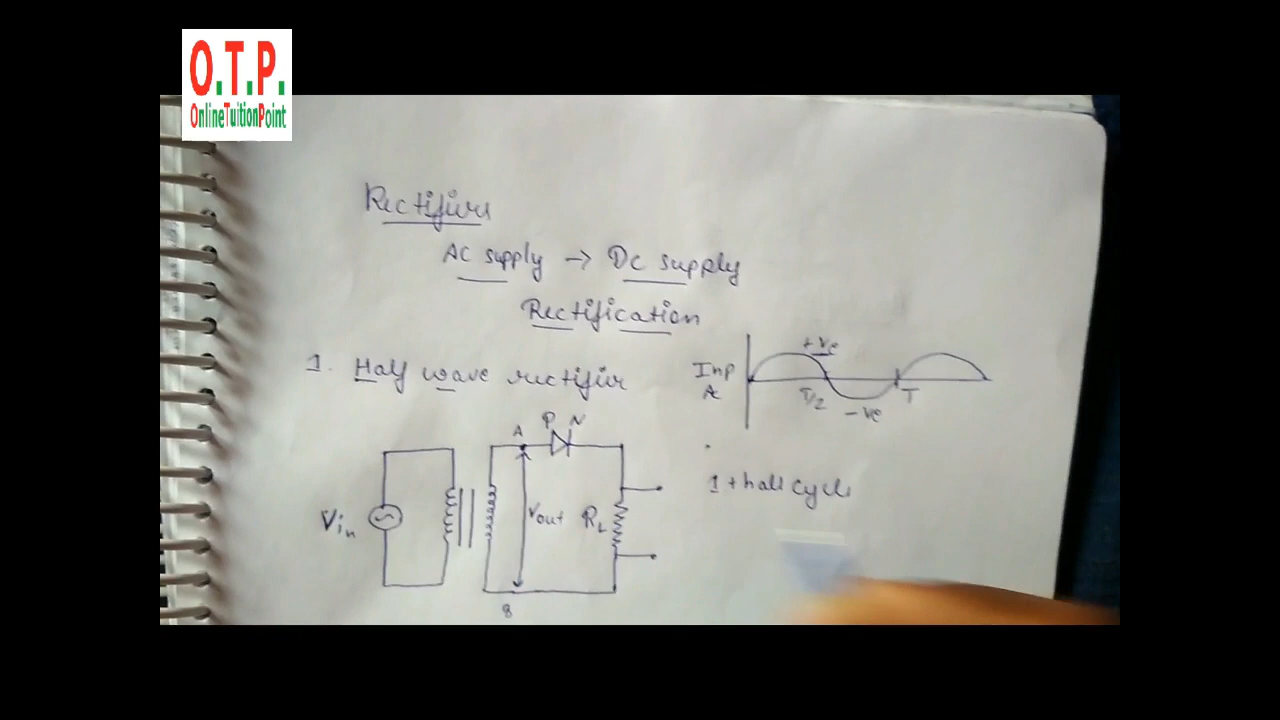 O.T.P.
OnlineTuitionPoint
Rectifiers
AC supply → DC supply
Rectification
1. Half wave rectifier
+ve
Inp
Ac
T/2
T
-ve
A
P N
1 + half cycle
Vin
Vout
RL
B